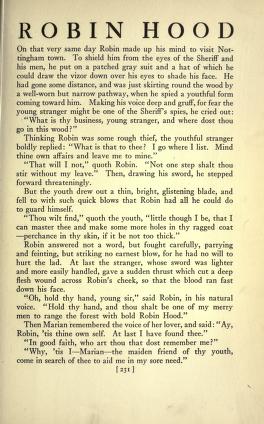 ROBIN HOOD
On that very same day Robin made up his mind to visit Not-
tingham town. To shield him from the eyes of the Sheriff and
his men, he put on a patched gray suit and a hat of which he
could draw the vizor down over his eyes to shade his face. He
had gone some distance, and was just skirting round the wood by
a well-worn but narrow pathway, when he spied a youthful form
coming toward him. Making his voice deep and gruff, for fear the
young stranger might be one of the Sheriff's spies, he cried out:
"What is thy business, young stranger, and where dost thou
go in this wood?"
Thinking Robin was some rough thief, the youthful stranger
boldly replied: "What is that to thee? I go where I list. Mind
thine own affairs and leave me to mine."
"That will I not," quoth Robin. "Not one step shalt thou
stir without my leave." Then, drawing his sword, he stepped
forward threateningly.
But the youth drew out a thin, bright, glistening blade, and
fell to with such quick blows that Robin had all he could do
to guard himself.
"Thou wilt find," quoth the youth, "little though I be, that I
can master thee and make some more holes in thy ragged coat
—perchance in thy skin, if it be not too thick."
Robin answered not a word, but fought carefully, parrying
and feinting, but striking no earnest blow, for he had no will to
hurt the lad. At last the stranger, whose sword was lighter
and more easily handled, gave a sudden thrust which cut a deep
flesh wound across Robin's cheek, so that the blood ran fast
down his face.
"Oh, hold thy hand, young sir," said Robin, in his natural
voice. "Hold thy hand, and thou shalt be one of my merry
men to range the forest with bold Robin Hood."
Then Marian remembered the voice of her lover, and said: "Ay,
Robin, 'tis thine own self. At last I have found thee."
"In good faith, who art thou that dost remember me?"
"Why, 'tis I—Marian—the maiden friend of thy youth,
come in search of thee to aid me in my sore need."
[231]